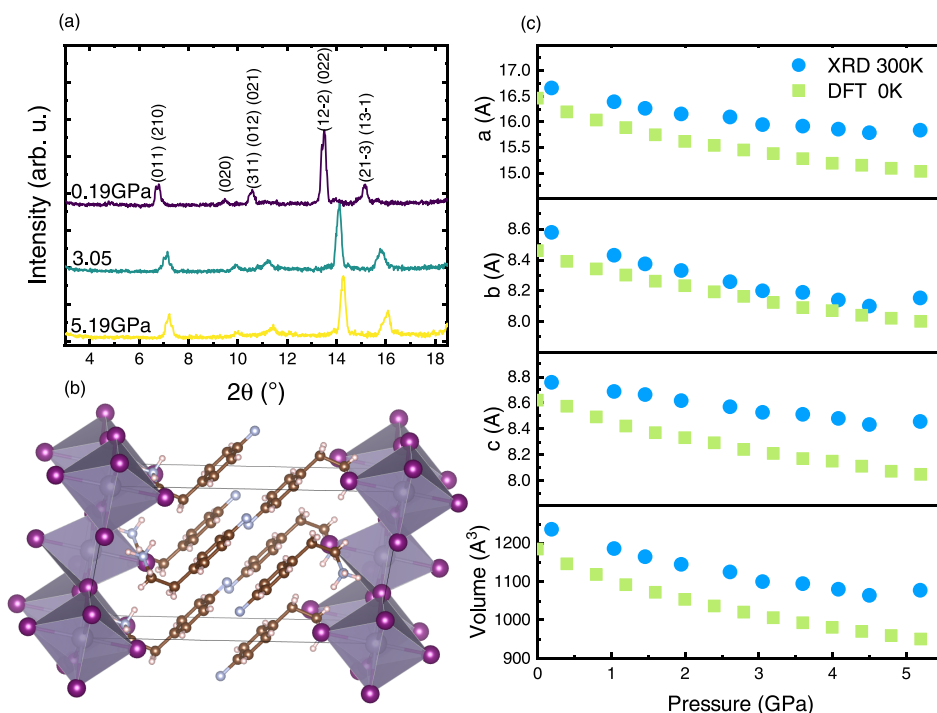 (a)
Intensity (arb. u.)
(011) (210)
(020)
(311) (012) (021)
(12-2) (022)
(21-3) (13-1)
0.19GPa
3.05
5.19GPa
4 6 8 10 12 14 16 18
2θ (°)
(b)
(c)
XRD 300K
DFT 0K
17.0
16.5
16.0
15.5
15.0
a (A)
8.6
8.4
8.2
8.0
b (A)
8.8
8.6
8.4
8.2
8.0
c (A)
1200
1100
1000
900
Volume (A³)
0 1 2 3 4 5
Pressure (GPa)